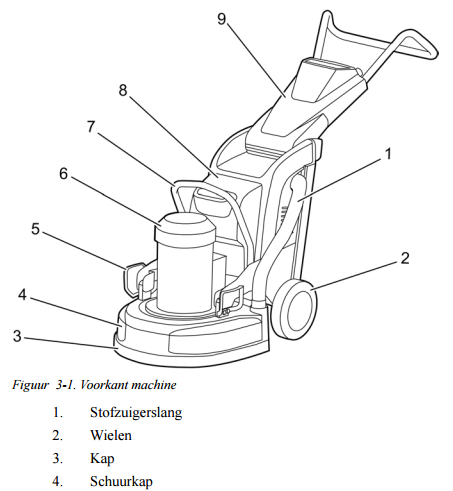 9
8
7
1
6
5
2
4
3
Figuur 3-1. Voorkant machine
1. Stofzuigerslang
2. Wielen
3. Kap
4. Schuurkap